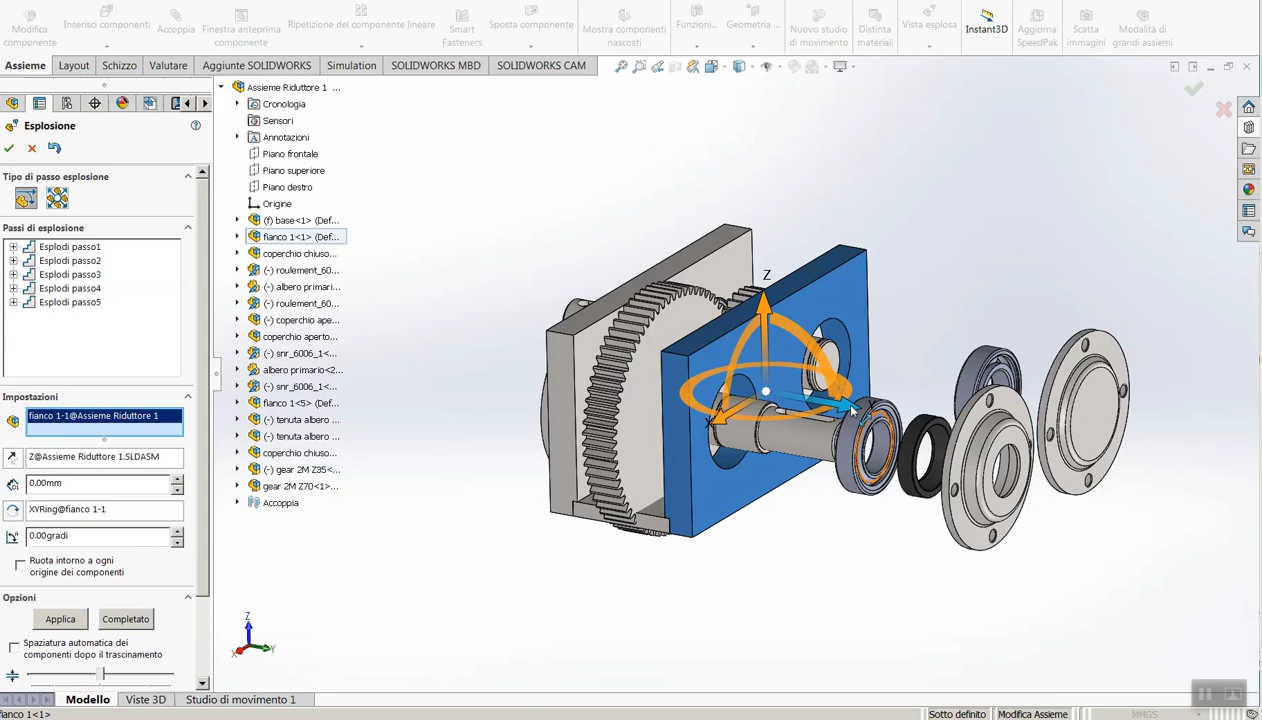 Modifica componente
Inserisci componenti
Accoppia
Finestra anteprima componente
Ripetizione del componente lineare
Smart Fasteners
Sposta componente
Mostra componenti nascosti
Funzioni...
Geometria ...
Nuovo studio di movimento
Distinta materiali
Vista esplosa
Instant3D
Aggiorna SpeedPak
Scatta immagini
Modalità di grandi assiemi
Assieme
Layout
Schizzo
Valutare
Aggiunte SOLIDWORKS
Simulation
SOLIDWORKS MBD
SOLIDWORKS CAM
Esplosione
Tipo di passo esplosione
Passi di esplosione
Esplodi passo1
Esplodi passo2
Esplodi passo3
Esplodi passo4
Esplodi passo5
Impostazioni
fianco 1-1@Assieme Riduttore 1
Z@Assieme Riduttore 1.SLDASM
0.00mm
XYRing@fianco 1-1
0.00gradi
Ruota intorno a ogni
origine dei componenti
Opzioni
Applica
Completato
Spaziatura automatica dei
componenti dopo il trascinamento
Assieme Riduttore 1 ...
Cronologia
Sensori
Annotazioni
Piano frontale
Piano superiore
Piano destro
Origine
(f) base<1> (Def...
fianco 1<1> (Def...
coperchio chiuso...
(-) roulement_60...
(-) albero primari...
(-) roulement_60...
(-) coperchio ape...
coperchio aperto...
(-) snr_6006_1<...
albero primario<2...
(-) snr_6006_1<...
fianco 1<5> (Def...
(-) tenuta albero ...
(-) tenuta albero ...
coperchio chiuso...
(-) gear 2M Z35<...
gear 2M Z70<1>...
Accoppia
Z
X
Z
X
Y
Modello
Viste 3D
Studio di movimento 1
fianco 1<1>
Sotto definito
Modifica Assieme
MMGS